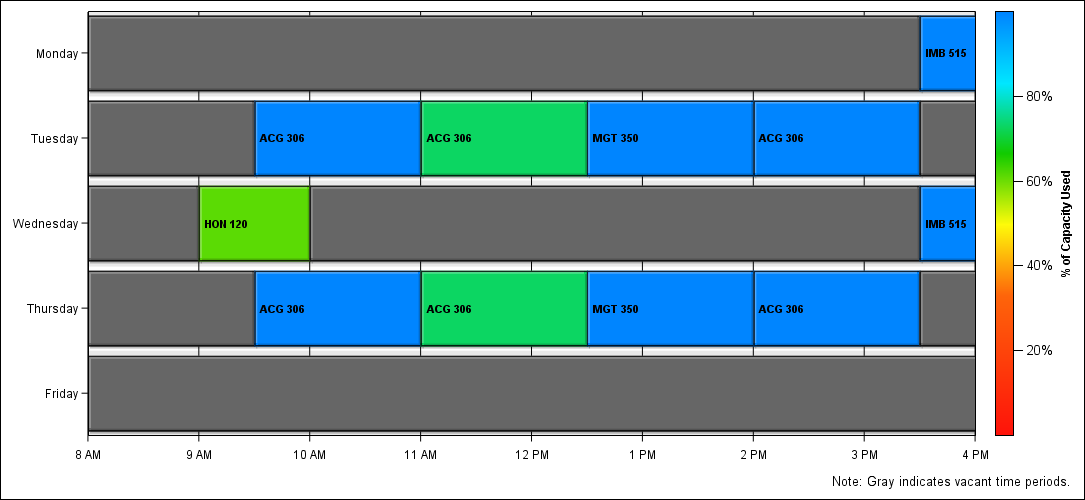 Monday
IMB 515
Tuesday
ACG 306
ACG 306
MGT 350
ACG 306
Wednesday
HON 120
IMB 515
Thursday
ACG 306
ACG 306
MGT 350
ACG 306
Friday
8 AM
9 AM
10 AM
11 AM
12 PM
1 PM
2 PM
3 PM
4 PM
80%
60%
40%
20%
% of Capacity Used
Note: Gray indicates vacant time periods.